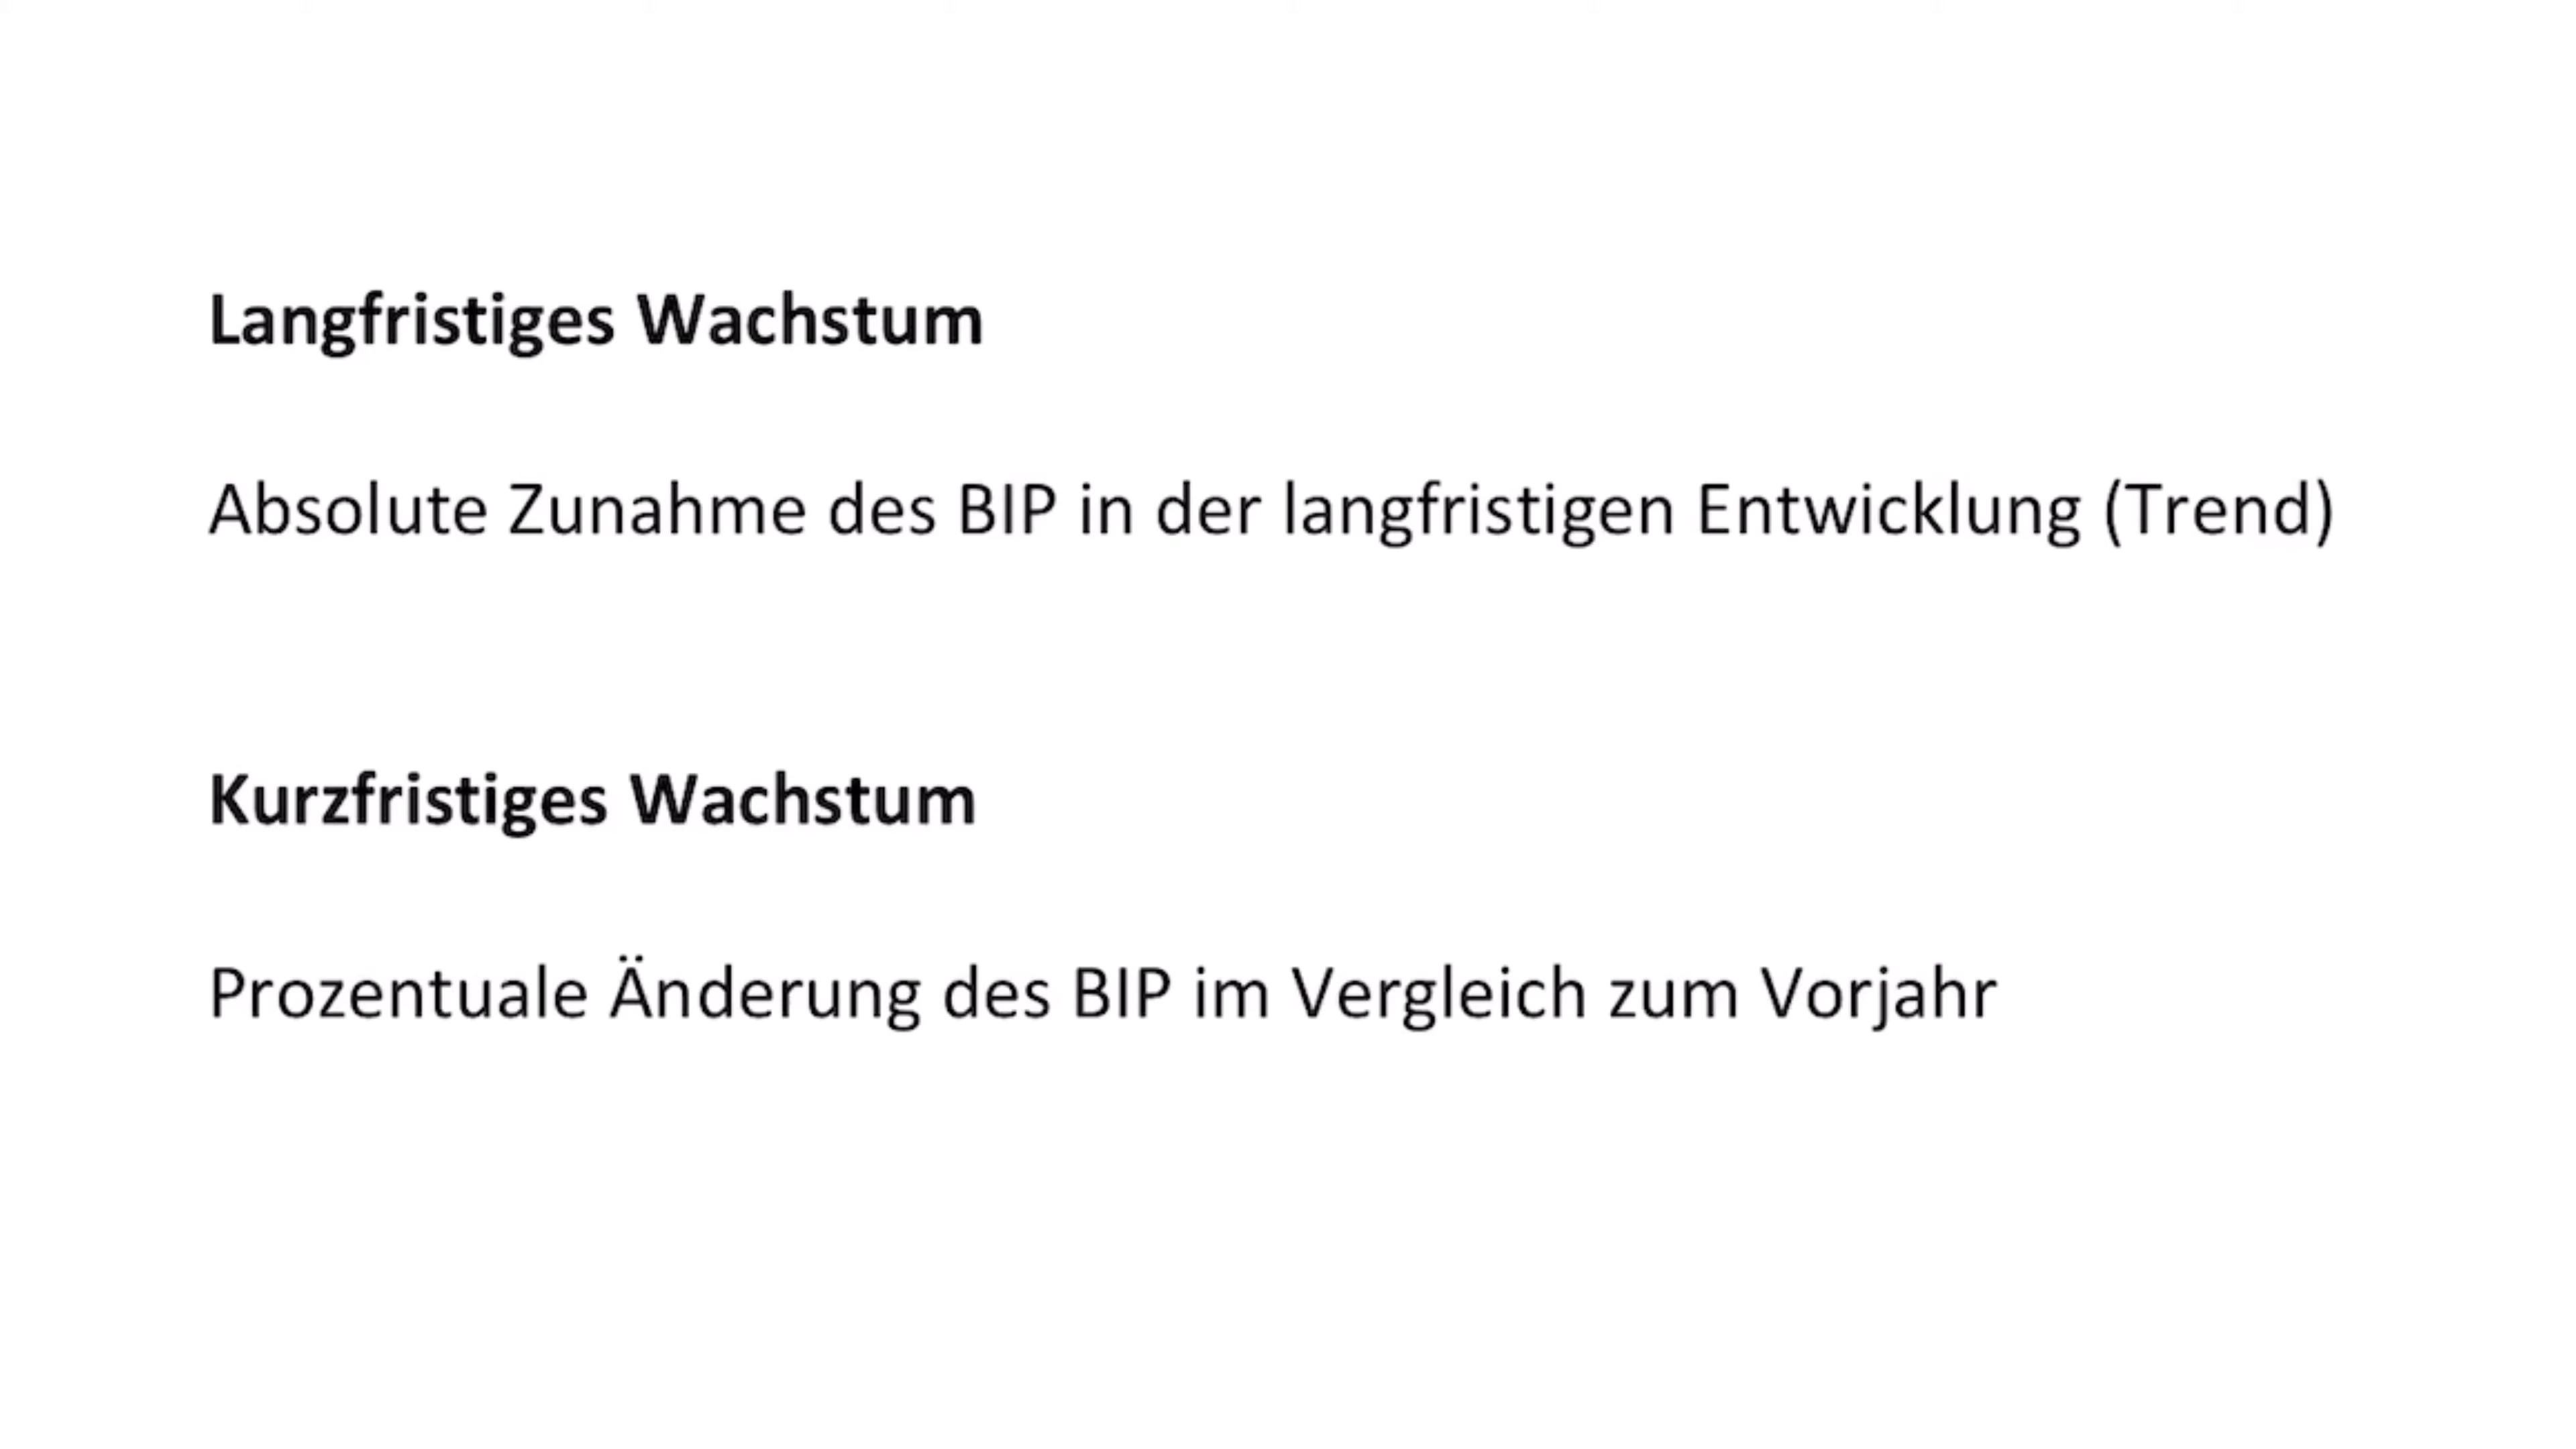 Langfristiges Wachstum
Absolute Zunahme des BIP in der langfristigen Entwicklung (Trend)
Kurzfristiges Wachstum
Prozentuale Änderung des BIP im Vergleich zum Vorjahr